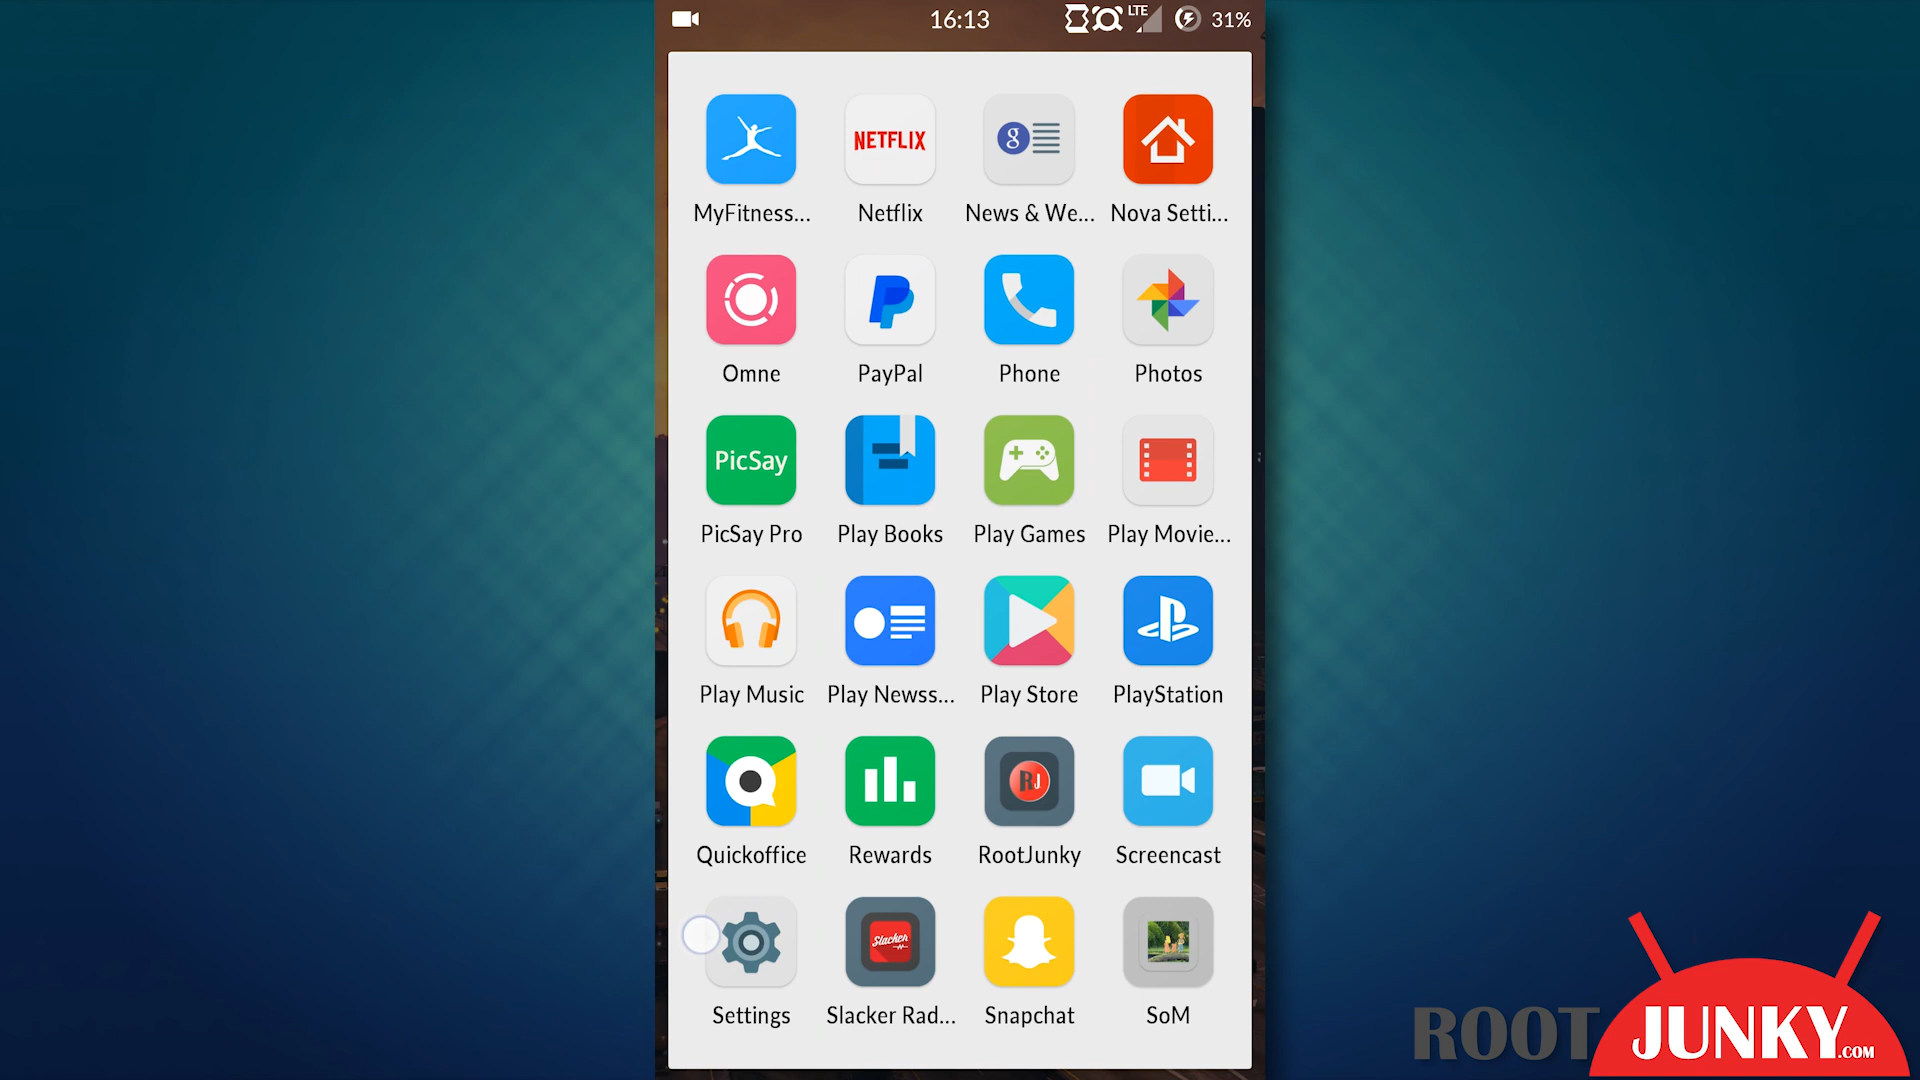 16:13
LTE
31%
NETFLIX
g
MyFitness...
Netflix
News & We...
Nova Setti...
Omne
PayPal
Phone
Photos
PicSay
PicSay Pro
Play Books
Play Games
Play Movie...
Play Music
Play Newss...
Play Store
PlayStation
RJ
Quickoffice
Rewards
RootJunky
Screencast
Slacker
Settings
Slacker Rad...
Snapchat
SoM
ROOT JUNKY.COM